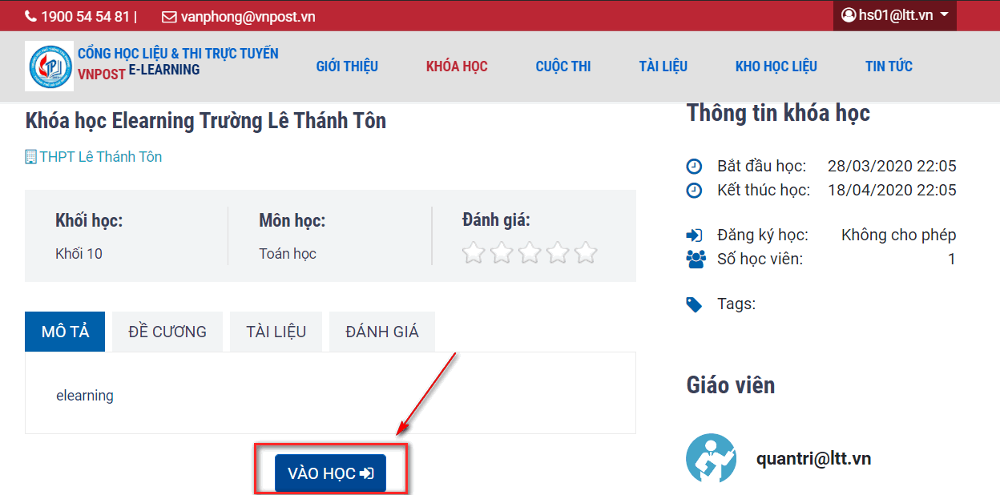 1900 54 54 81 | vanphong@vnpost.vn hs01@ltt.vn
CỔNG HỌC LIỆU & THI TRỰC TUYẾN
VNPOST E-LEARNING
GIỚI THIỆU KHÓA HỌC CUỘC THI TÀI LIỆU KHO HỌC LIỆU TIN TỨC
Khóa học Elearning Trường Lê Thánh Tôn
THPT Lê Thánh Tôn
Khối học: Môn học: Đánh giá:
Khối 10 Toán học
MÔ TẢ ĐỀ CƯƠNG TÀI LIỆU ĐÁNH GIÁ
elearning
VÀO HỌC
Thông tin khóa học
Bắt đầu học: 28/03/2020 22:05
Kết thúc học: 18/04/2020 22:05
Đăng ký học: Không cho phép
Số học viên: 1
Tags:
Giáo viên
quantri@ltt.vn